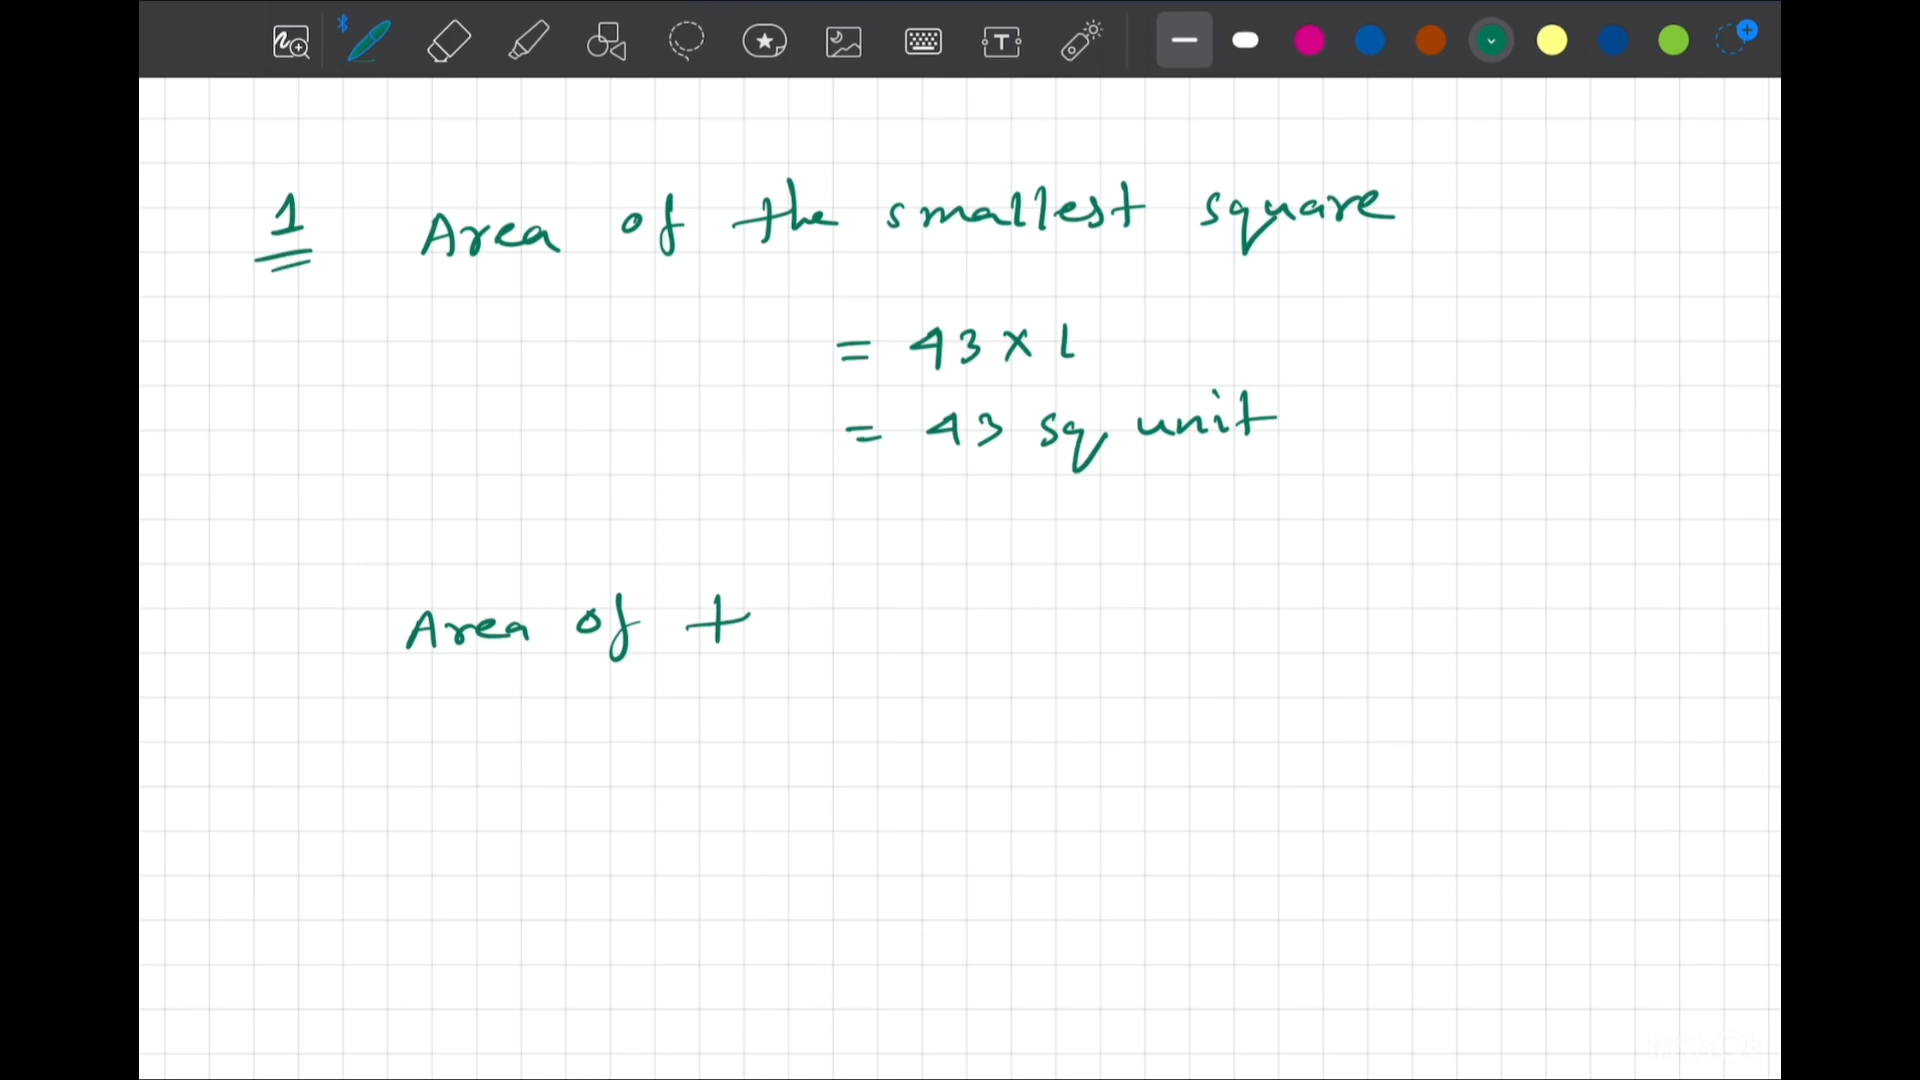 1 Area of the smallest square
= 43 × 1
= 43 sq unit
Area of t